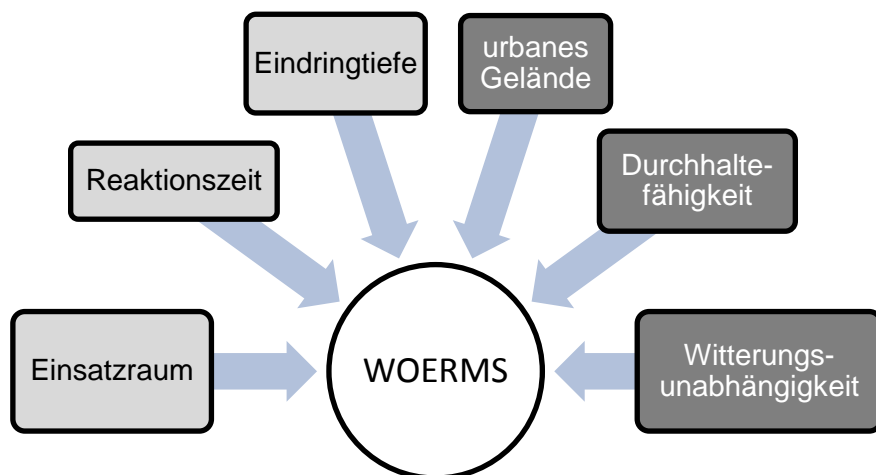 Eindringtiefe
urbanes
Gelände
Reaktionszeit
Durchhalte-
fähigkeit
Einsatzraum
WOERMS
Witterungs-
unabhängigkeit